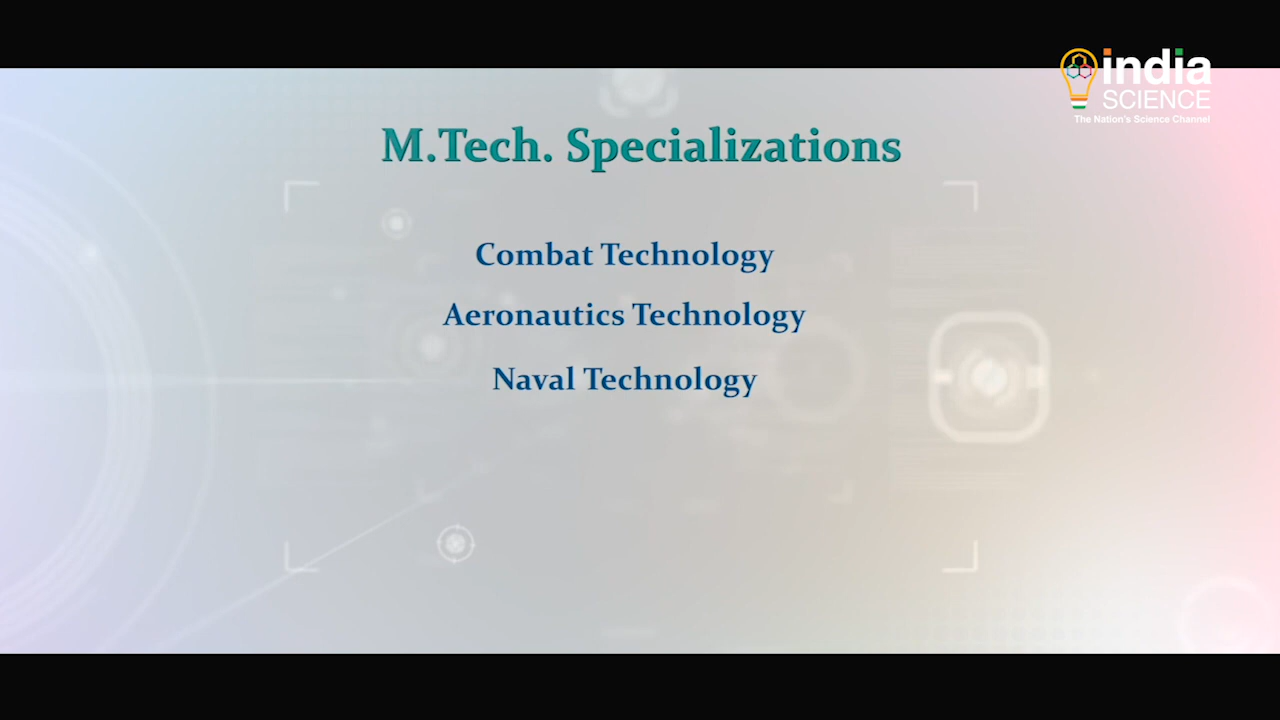 india
SCIENCE
The Nation's Science Channel
M.Tech. Specializations
Combat Technology
Aeronautics Technology
Naval Technology